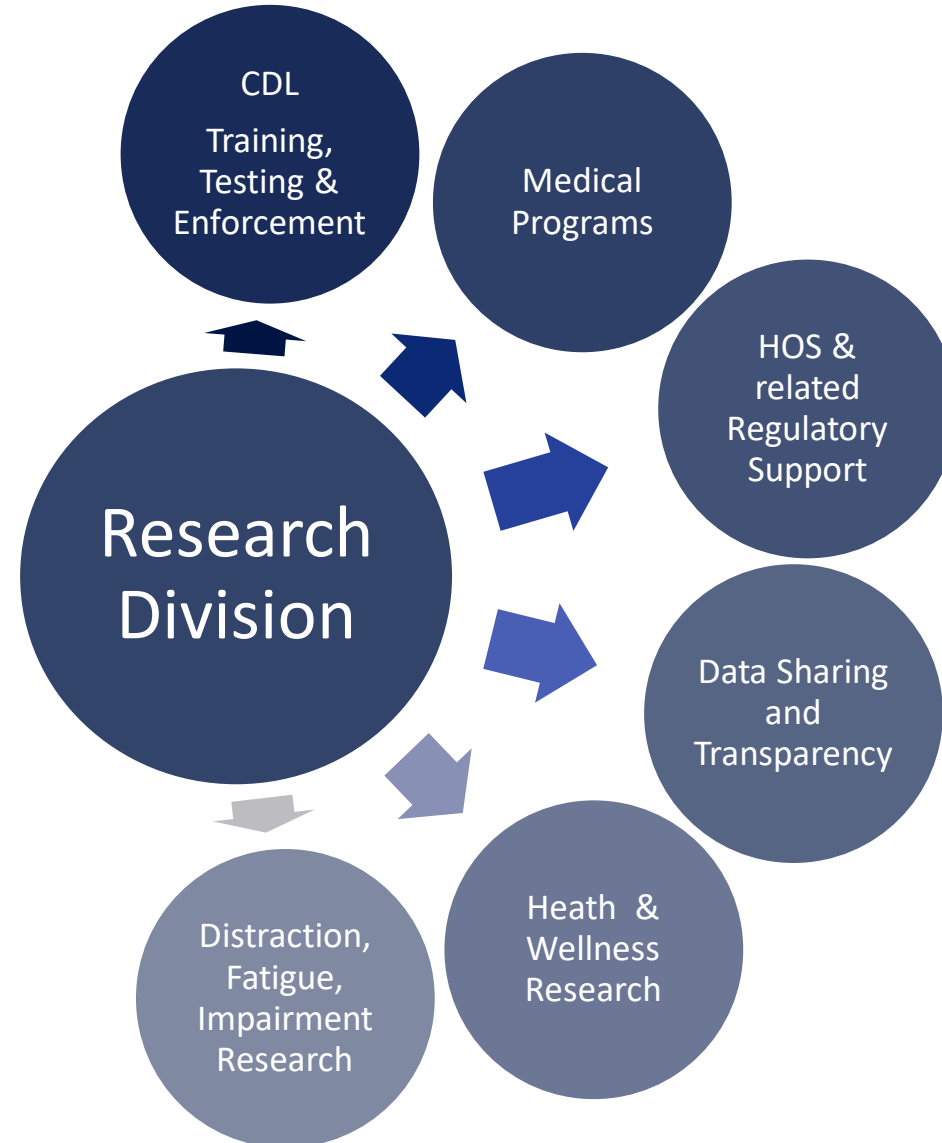 CDL
Training,
Testing &
Enforcement
Medical
Programs
HOS &
related
Regulatory
Support
Research
Division
Data Sharing
and
Transparency
Heath  &
Wellness
Research
Distraction,
Fatigue,
Impairment
Research